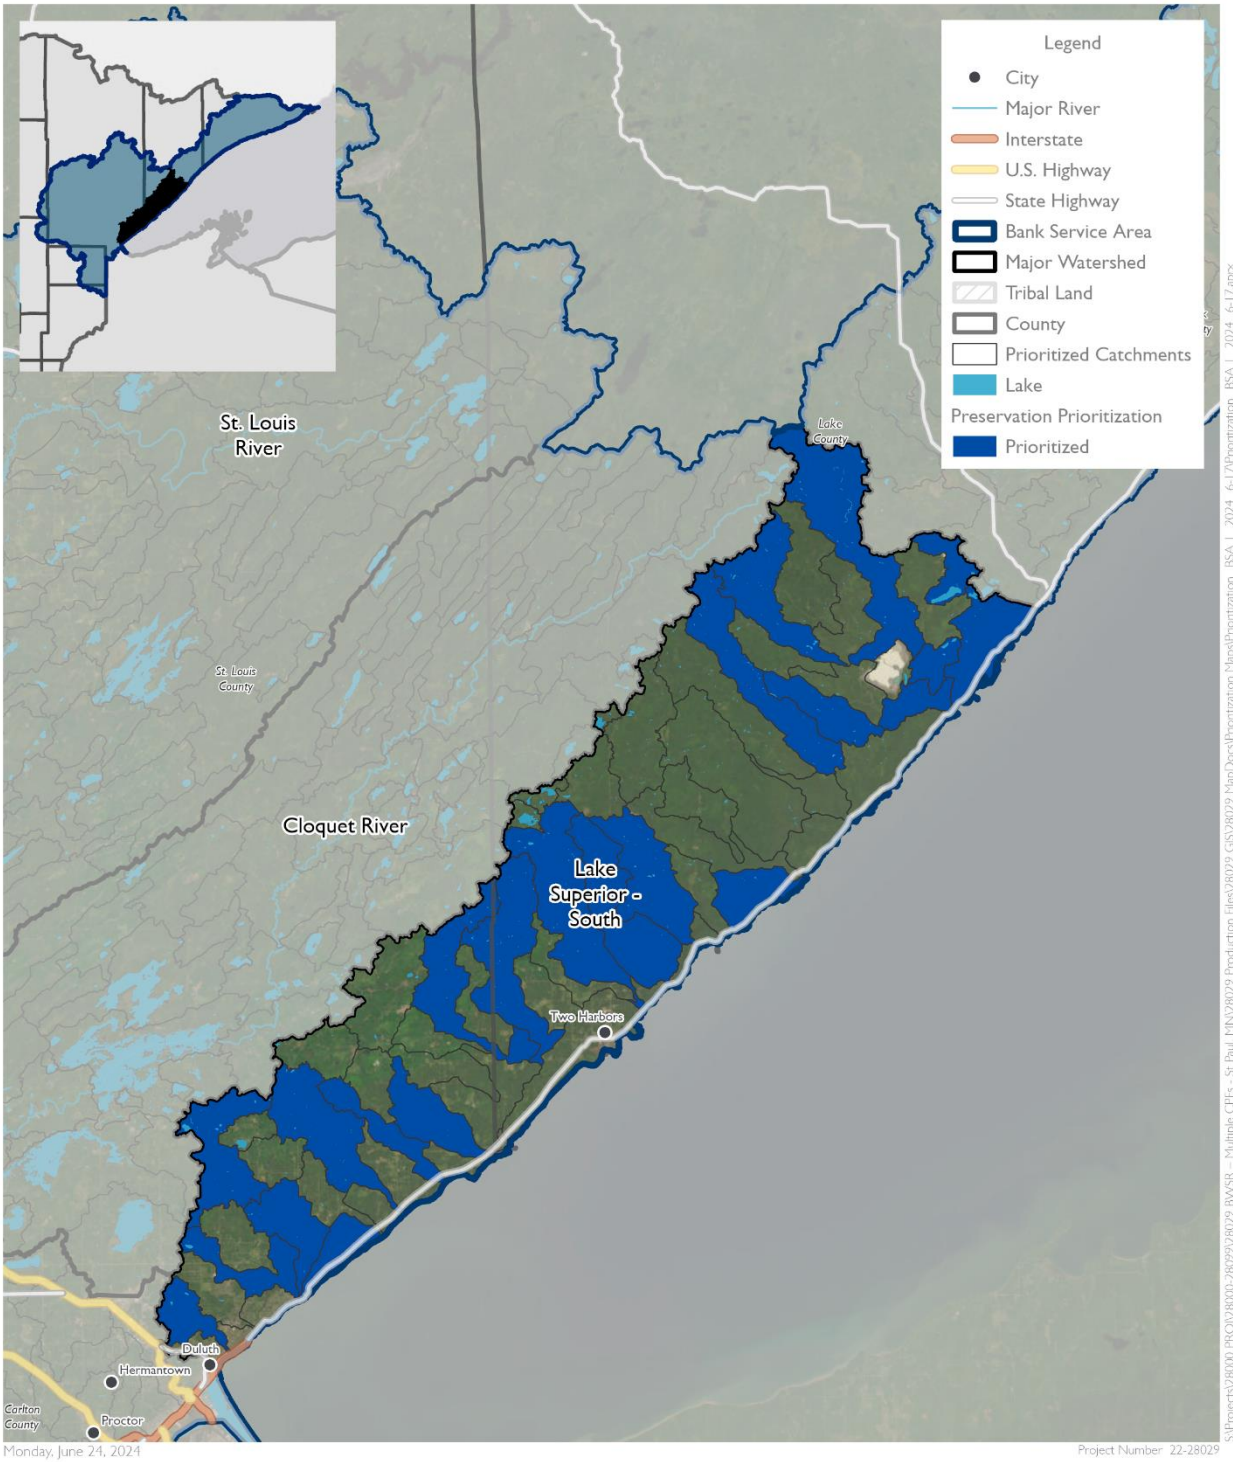 Legend
City
Major River
Interstate
U.S. Highway
State Highway
Bank Service Area
Major Watershed
Tribal Land
County
Prioritized Catchments
Lake
Preservation Prioritization
Prioritized
St. Louis
River
Lake
County
St. Louis
County
Cloquet River
Lake
Superior -
South
Two Harbors
Duluth
Hermantown
Proctor
Carlton
County
Monday, June 24, 2024
Project Number 22-28029